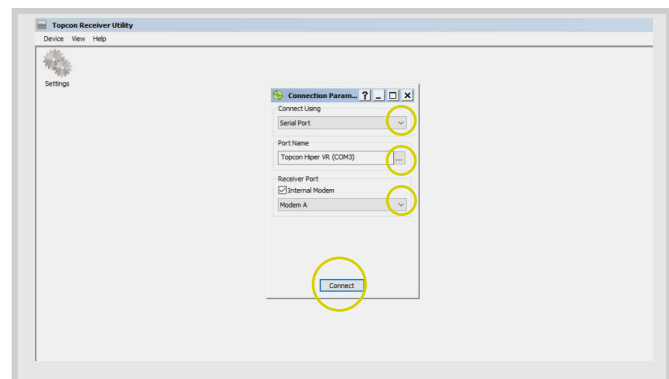 Topcon Receiver Utility
Device View Help
Settings
Connection Param... ?
Connect Using
Serial Port
Port Name
Topcon Hiper VR (COM3)
...
Receiver Port
Internal Modem
Modem A
Connect